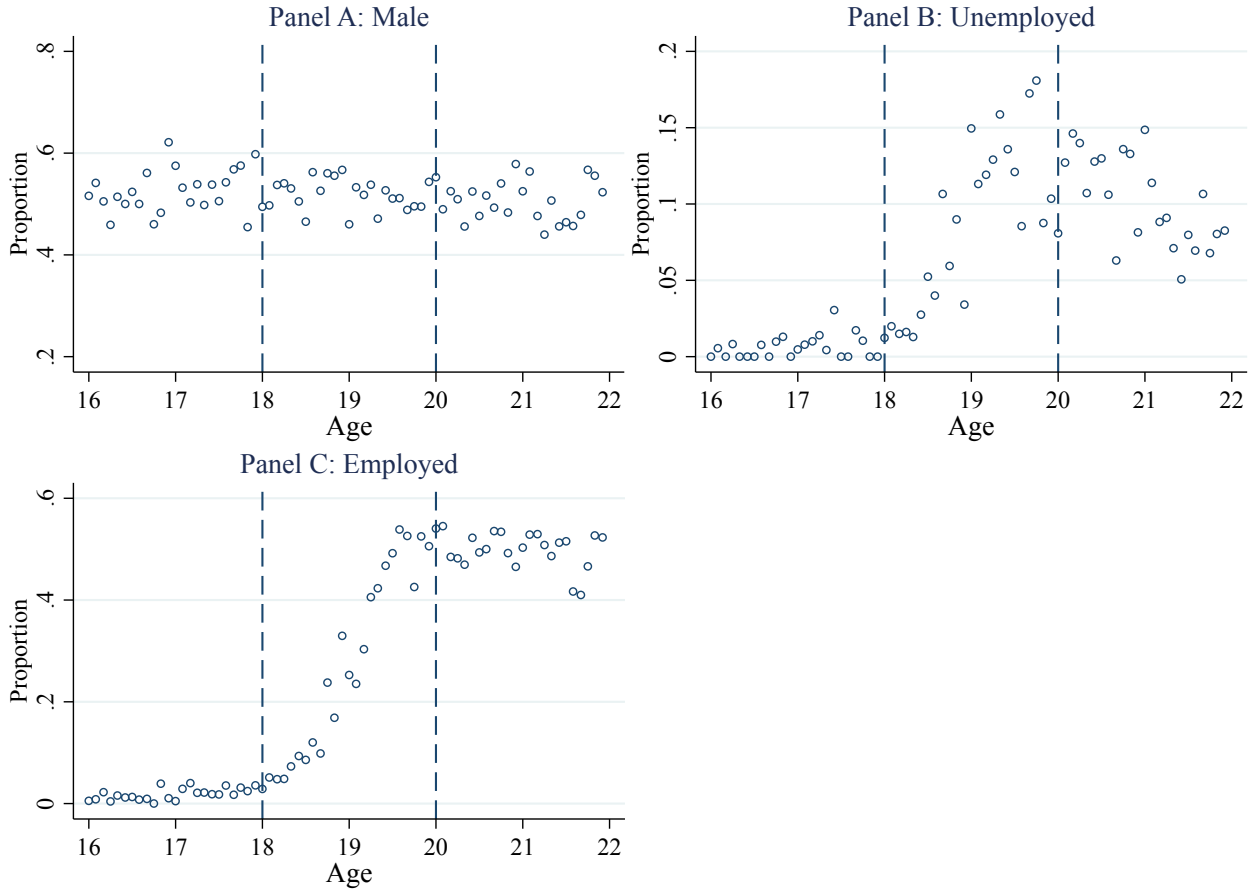 Panel A: Male
Proportion
.8
.6
.4
.2
16 17 18 19 20 21 22
Age
Panel B: Unemployed
Proportion
.2
.15
.1
.05
0
16 17 18 19 20 21 22
Age
Panel C: Employed
Proportion
.6
.4
.2
0
16 17 18 19 20 21 22
Age